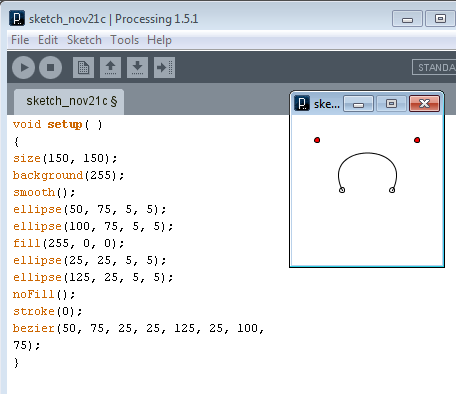 sketch_nov21c | Processing 1.5.1
File Edit Sketch Tools Help
STANDA
sketch_nov21c §
void setup( )
{
size(150, 150);
background(255);
smooth();
ellipse(50, 75, 5, 5);
ellipse(100, 75, 5, 5);
fill(255, 0, 0);
ellipse(25, 25, 5, 5);
ellipse(125, 25, 5, 5);
noFill();
stroke(0);
bezier(50, 75, 25, 25, 125, 25, 100,
75);
}
ske...